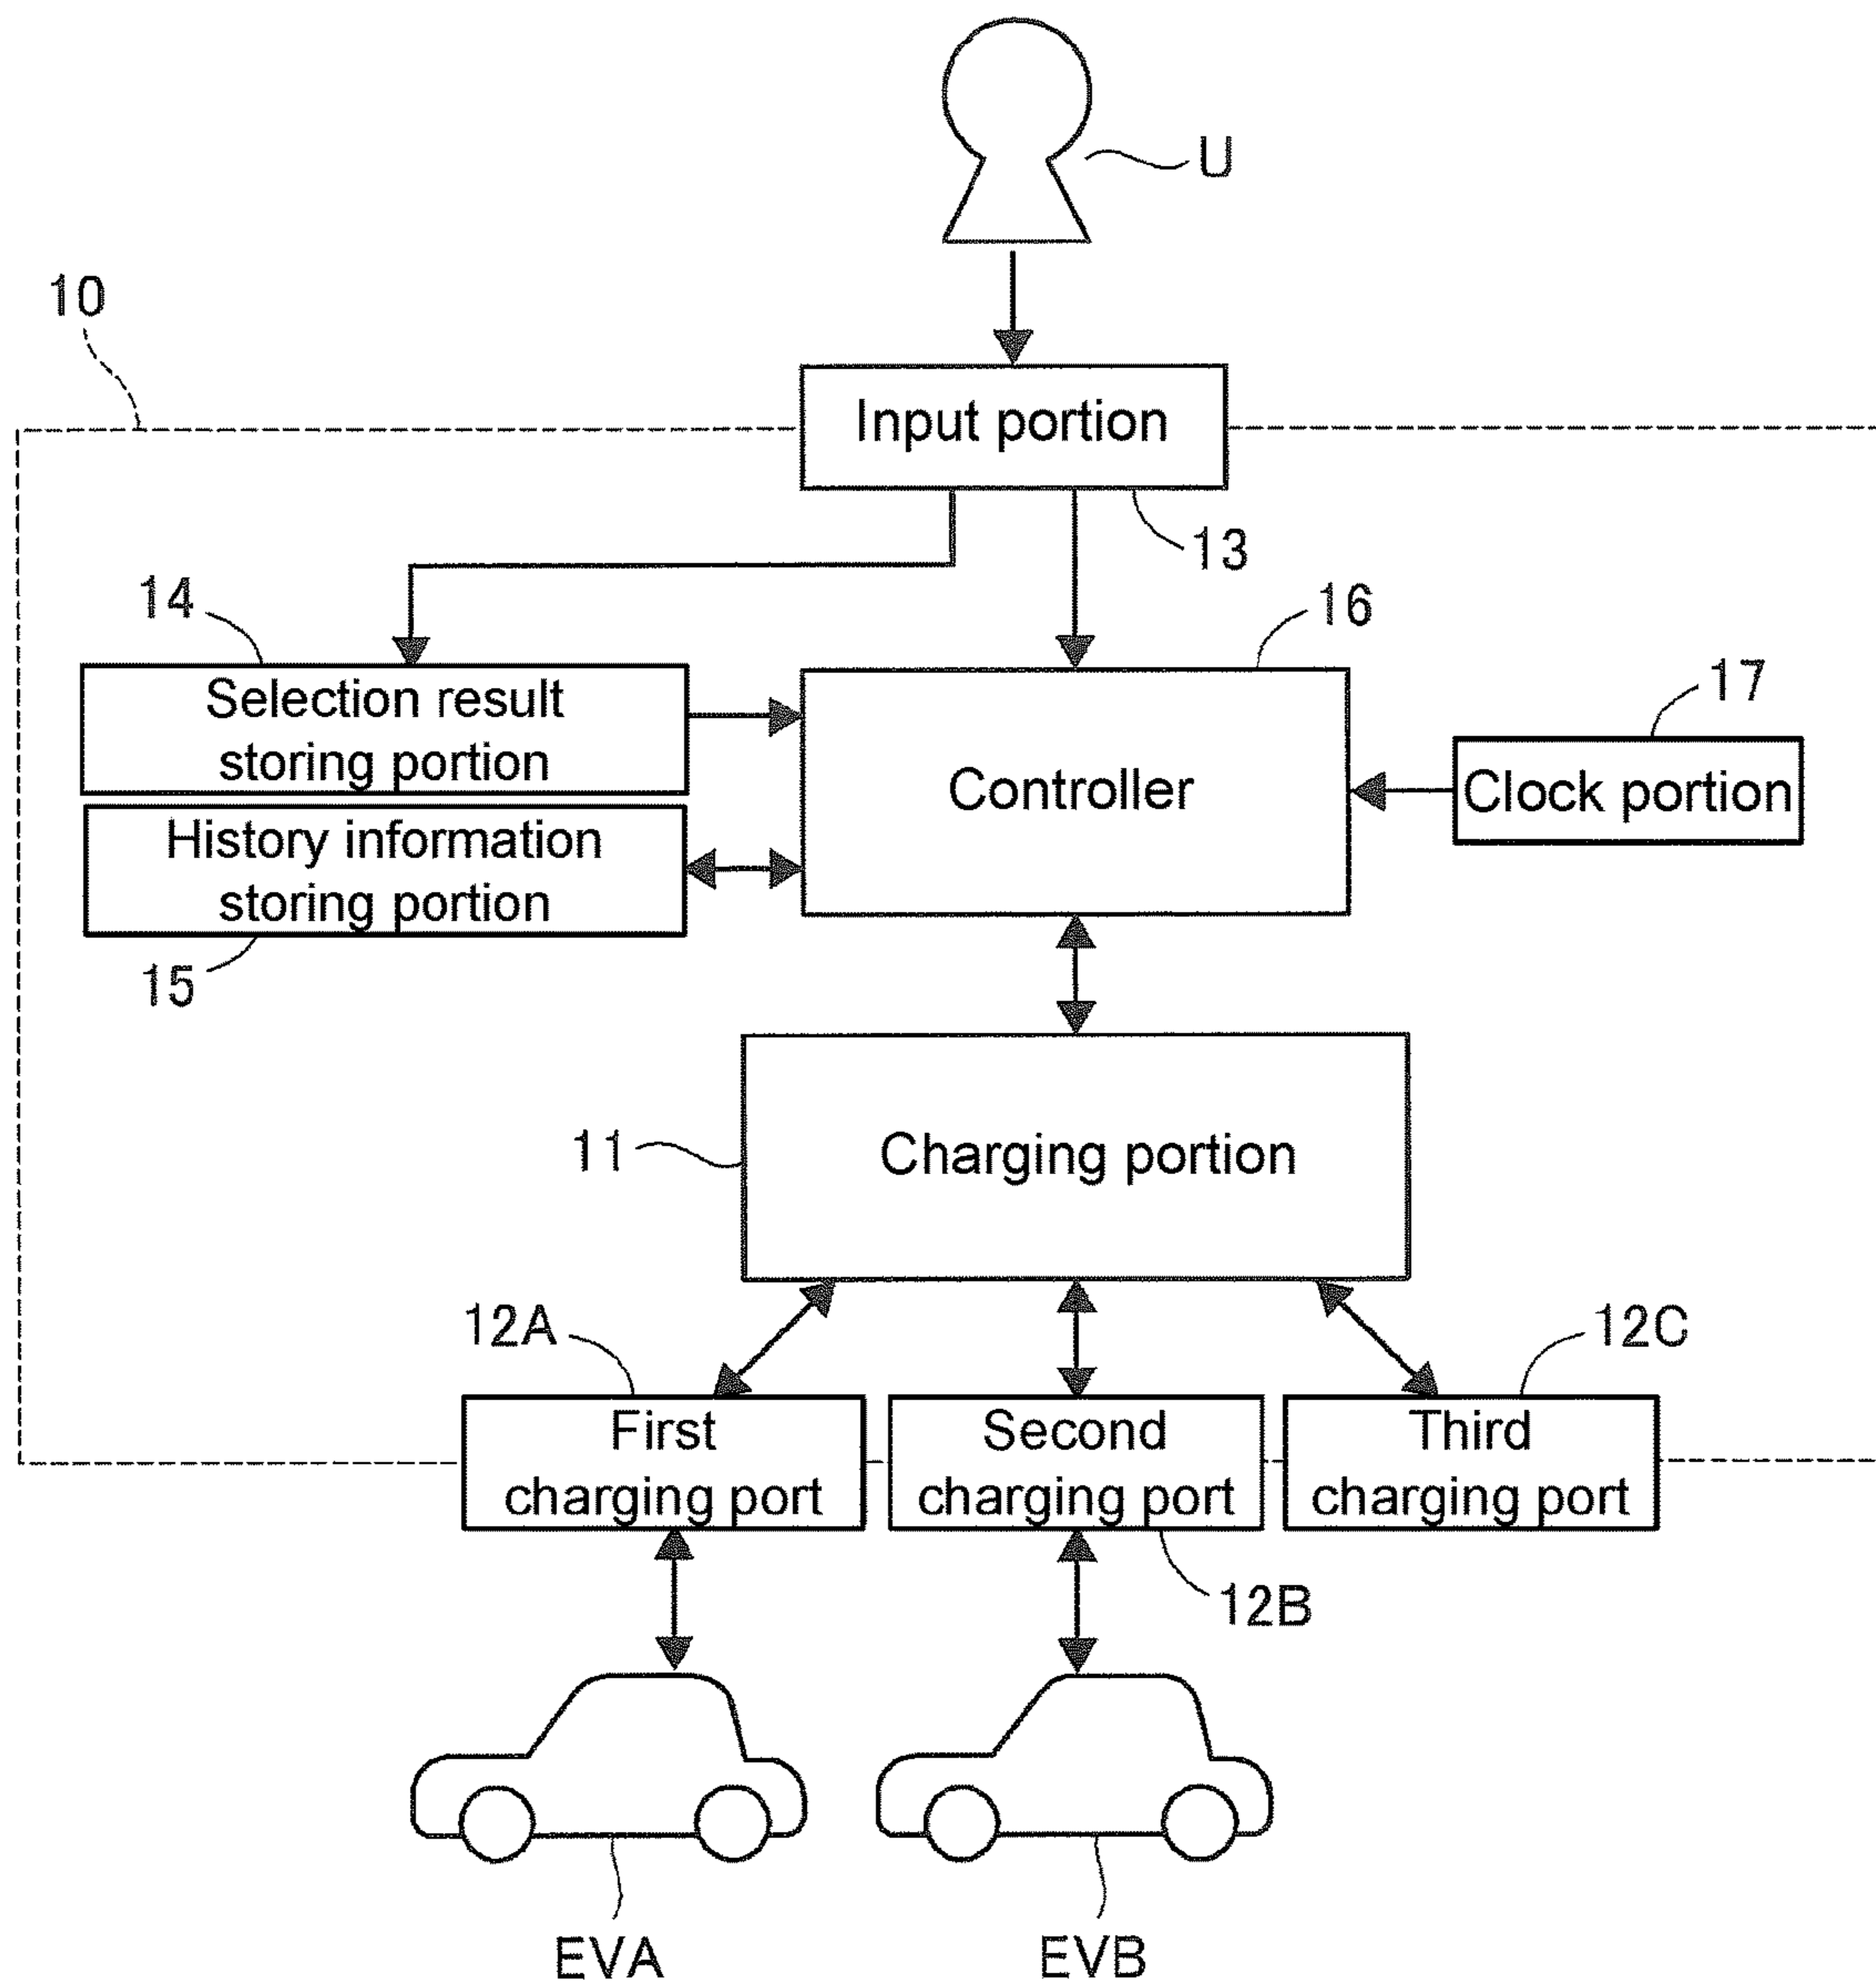 U
10
Input portion
13
14
16
Selection result
storing portion
17
Controller
Clock portion
History information
storing portion
15
11
Charging portion
12A
12C
First
charging port
Second
charging port
Third
charging port
12B
EVA
EVB